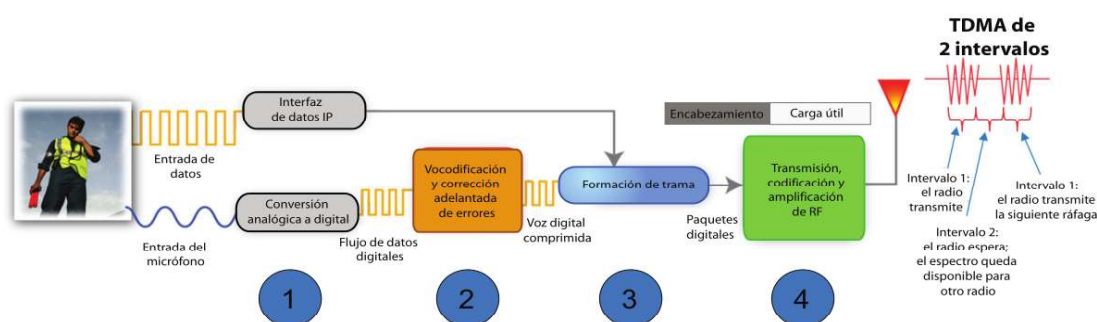 TDMA de
2 intervalos
Interfaz
de datos IP
Entrada de
datos
Encabezamiento
Carga útil
Vocodificación
y corrección
adelantada
de errores
Formación de trama
Transmisión,
codificación y
amplificación
de RF
Conversión
analógica a digital
Entrada del
micrófono
Flujo de datos
digitales
Voz digital
comprimida
Paquetes
digitales
Intervalo 1:
el radio
transmite
Intervalo 2:
el radio espera;
el espectro queda
disponible para
otro radio
Intervalo 1:
el radio transmite
la siguiente ráfaga
1
2
3
4